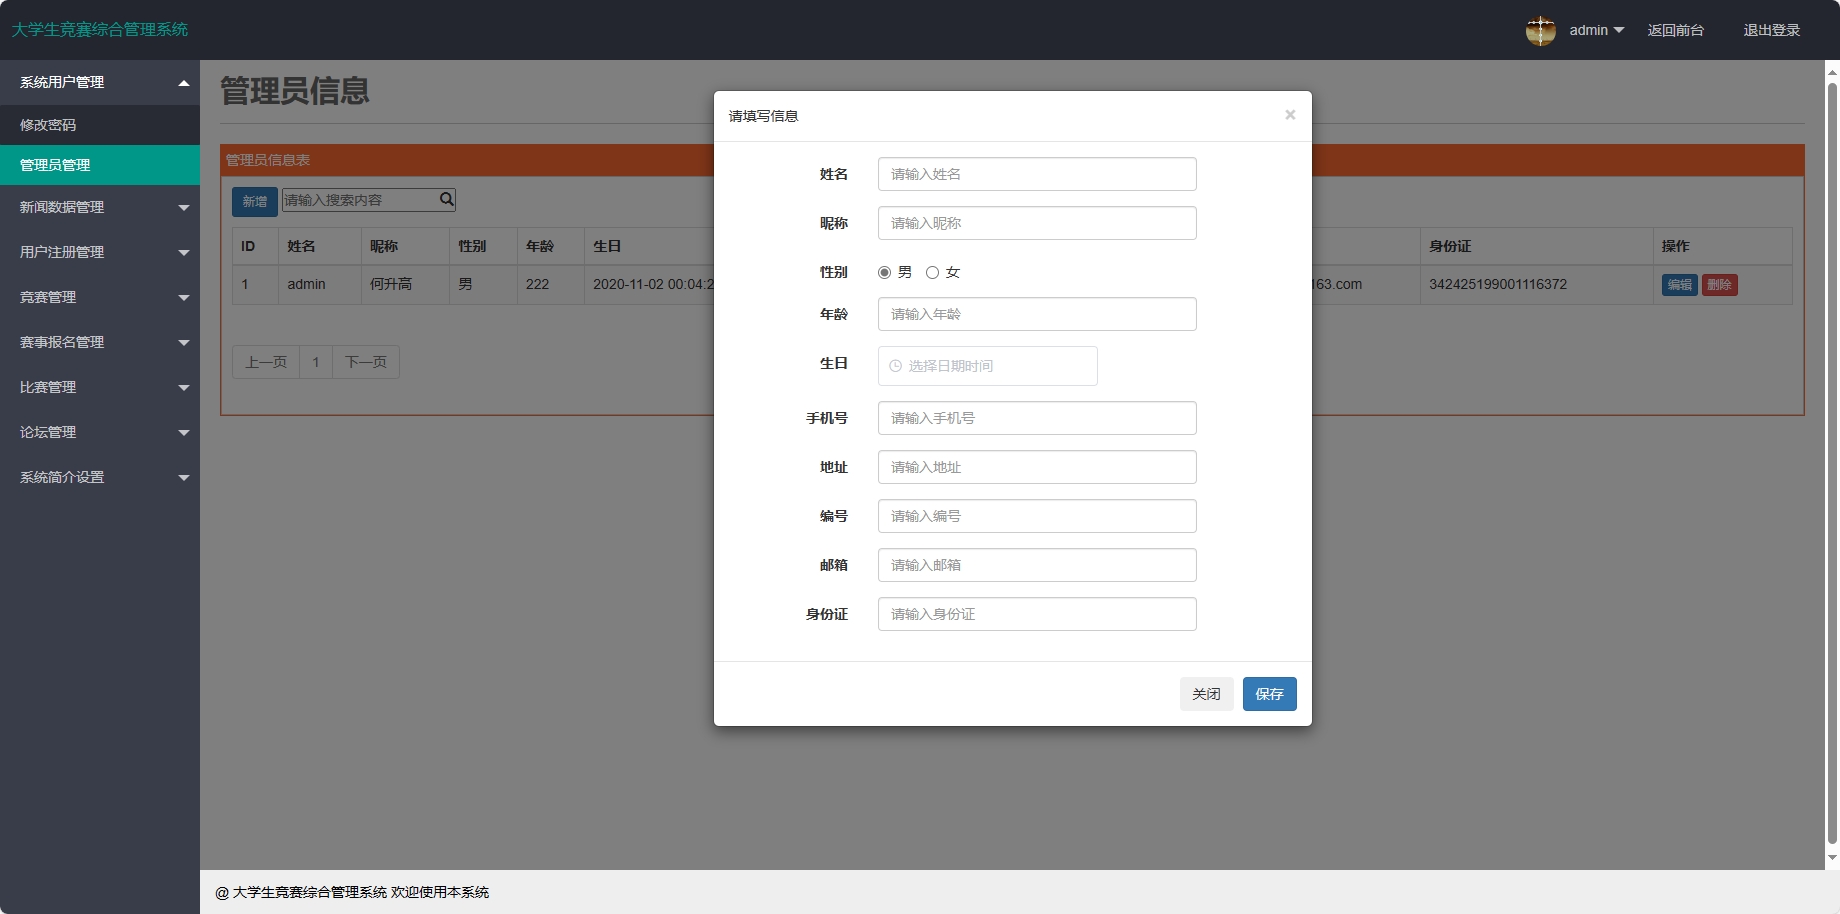 大学生竞赛综合管理系统
admin
返回前台
退出登录
系统用户管理
修改密码
管理员管理
新闻数据管理
用户注册管理
竞赛管理
赛事报名管理
比赛管理
论坛管理
系统简介设置
管理员信息
管理员信息表
新增
请输入搜索内容
ID 姓名 昵称 性别 年龄 生日 身份证 操作
1 admin 何升高 男 222 2020-11-02 00:04:2 163.com 342425199001116372 编辑 删除
上一页 1 下一页
请填写信息 ×
姓名 请输入姓名
昵称 请输入昵称
性别 男 女
年龄 请输入年龄
生日 选择日期时间
手机号 请输入手机号
地址 请输入地址
编号 请输入编号
邮箱 请输入邮箱
身份证 请输入身份证
关闭 保存
@ 大学生竞赛综合管理系统 欢迎使用本系统